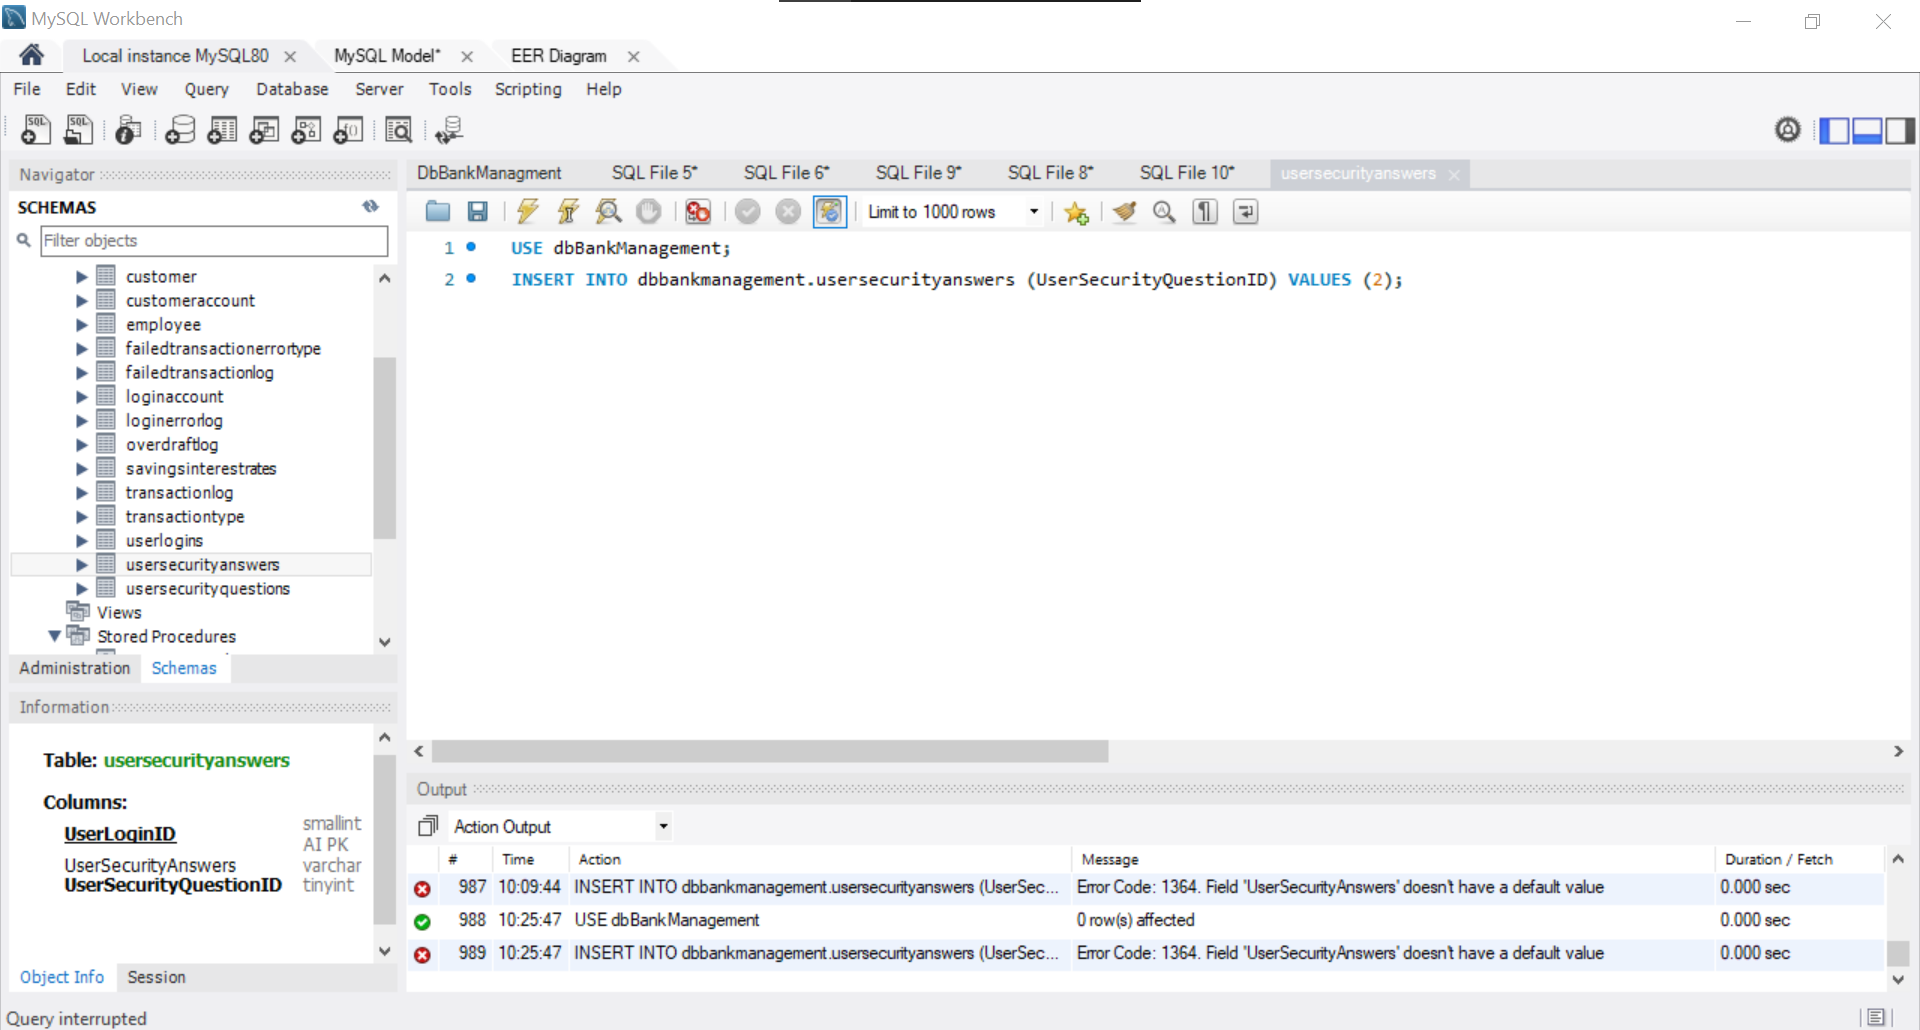 MySQL Workbench
Local instance MySQL80
MySQL Model*
EER Diagram
File Edit View Query Database Server Tools Scripting Help
Navigator
SCHEMAS
Filter objects
customer
customeraccount
employee
failedtransactionerrortype
failedtransactionlog
loginaccount
loginerrorlog
overdraftlog
savingsinterestrates
transactionlog
transactiontype
userlogins
usersecurityanswers
usersecurityquestions
Views
Stored Procedures
Administration Schemas
Information
Table: usersecurityanswers
Columns:
UserLoginID smallint AI PK
UserSecurityAnswers varchar
UserSecurityQuestionID tinyint
Object Info Session
Query interrupted
DbBankManagment SQL File 5* SQL File 6* SQL File 9* SQL File 8* SQL File 10* usersecurityanswers
Limit to 1000 rows
1 USE dbBankManagement;
2 INSERT INTO dbbankmanagement.usersecurityanswers (UserSecurityQuestionID) VALUES (2);
Output
Action Output
# Time Action Message Duration / Fetch
987 10:09:44 INSERT INTO dbbankmanagement.usersecurityanswers (UserSec... Error Code: 1364. Field 'UserSecurityAnswers' doesn't have a default value 0.000 sec
988 10:25:47 USE dbBankManagement 0 row(s) affected 0.000 sec
989 10:25:47 INSERT INTO dbbankmanagement.usersecurityanswers (UserSec... Error Code: 1364. Field 'UserSecurityAnswers' doesn't have a default value 0.000 sec